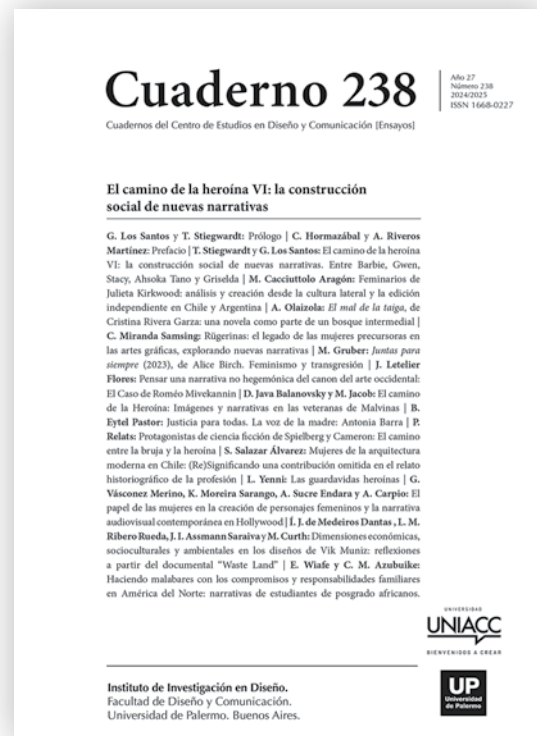 Cuaderno 238
Año 27
Número 238
2024/2025
ISSN 1668-0227
Cuadernos del Centro de Estudios en Diseño y Comunicación [Ensayos]
El camino de la heroína VI: la construcción
social de nuevas narrativas
G. Los Santos y T. Stiegwardt: Prólogo | C. Hormazábal y A. Riveros
Martínez: Prefacio | T. Stiegwardt y G. Los Santos: El camino de la heroína
VI: la construcción social de nuevas narrativas. Entre Barbie, Gwen,
Stacy, Ahsoka Tano y Griselda | M. Cacciuttolo Aragón: Feminarios de
Julieta Kirkwood: análisis y creación desde la cultura lateral y la edición
independiente en Chile y Argentina | A. Olaizola: El mal de la taiga, de
Cristina Rivera Garza: una novela como parte de un bosque intermedial |
C. Miranda Samsing: Rügerinas: el legado de las mujeres precursoras en
las artes gráficas, explorando nuevas narrativas | M. Gruber: Juntas para
siempre (2023), de Alice Birch. Feminismo y transgresión | J. Letelier
Flores: Pensar una narrativa no hegemónica del canon del arte occidental:
El Caso de Roméo Mivekannin | D. Java Balanovsky y M. Jacob: El camino
de la Heroina: Imágenes y narrativas en las veteranas de Malvinas | B.
Eytel Pastor: Justicia para todas. La voz de la madre: Antonia Barra | P.
Relats: Protagonistas de ciencia ficción de Spielberg y Cameron: El camino
entre la bruja y la heroína | S. Salazar Álvarez: Mujeres de la arquitectura
moderna en Chile: (Re)Significando una contribución omitida en el relato
historiográfico de la profesión | L. Yenni: Las guardavidas heroínas | G.
Vásconez Merino, K. Moreira Sarango, A. Sucre Endara y A. Carpio: El
papel de las mujeres en la creación de personajes femeninos y la narrativa
audiovisual contemporánea en Hollywood | Í. J. de Medeiros Dantas , L. M.
Ribero Rueda, J. I. Assmann Saraiva y M. Curth: Dimensiones económicas,
socioculturales y ambientales en los diseños de Vik Muniz: reflexiones
a partir del documental “Waste Land” | E. Wiafe y C. M. Azubuike:
Haciendo malabares con los compromisos y responsabilidades familiares
en América del Norte: narrativas de estudiantes de posgrado africanos.
UNIVERSIDAD
UNIACC
BIENVENIDOS A CREAR
Instituto de Investigación en Diseño.
Facultad de Diseño y Comunicación.
Universidad de Palermo. Buenos Aires.
UP
Universidad
de Palermo